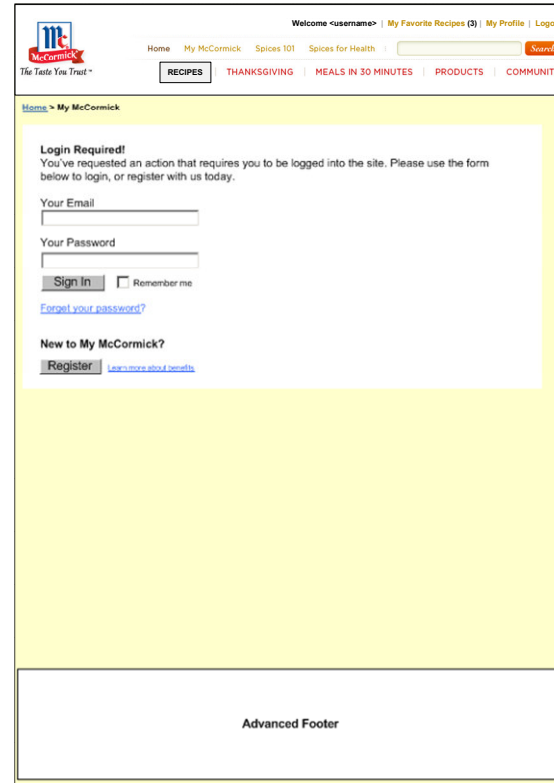 Welcome <username> | My Favorite Recipes (3) | My Profile | Logo
Mc
McCormick
The Taste You Trust™
Home My McCormick Spices 101 Spices for Health | Search
RECIPES | THANKSGIVING | MEALS IN 30 MINUTES | PRODUCTS | COMMUNIT
Home > My McCormick
Login Required!
You've requested an action that requires you to be logged into the site. Please use the form
below to login, or register with us today.
Your Email
Your Password
Sign In Remember me
Forget your password?
New to My McCormick?
Register Learn more about benefits
Advanced Footer